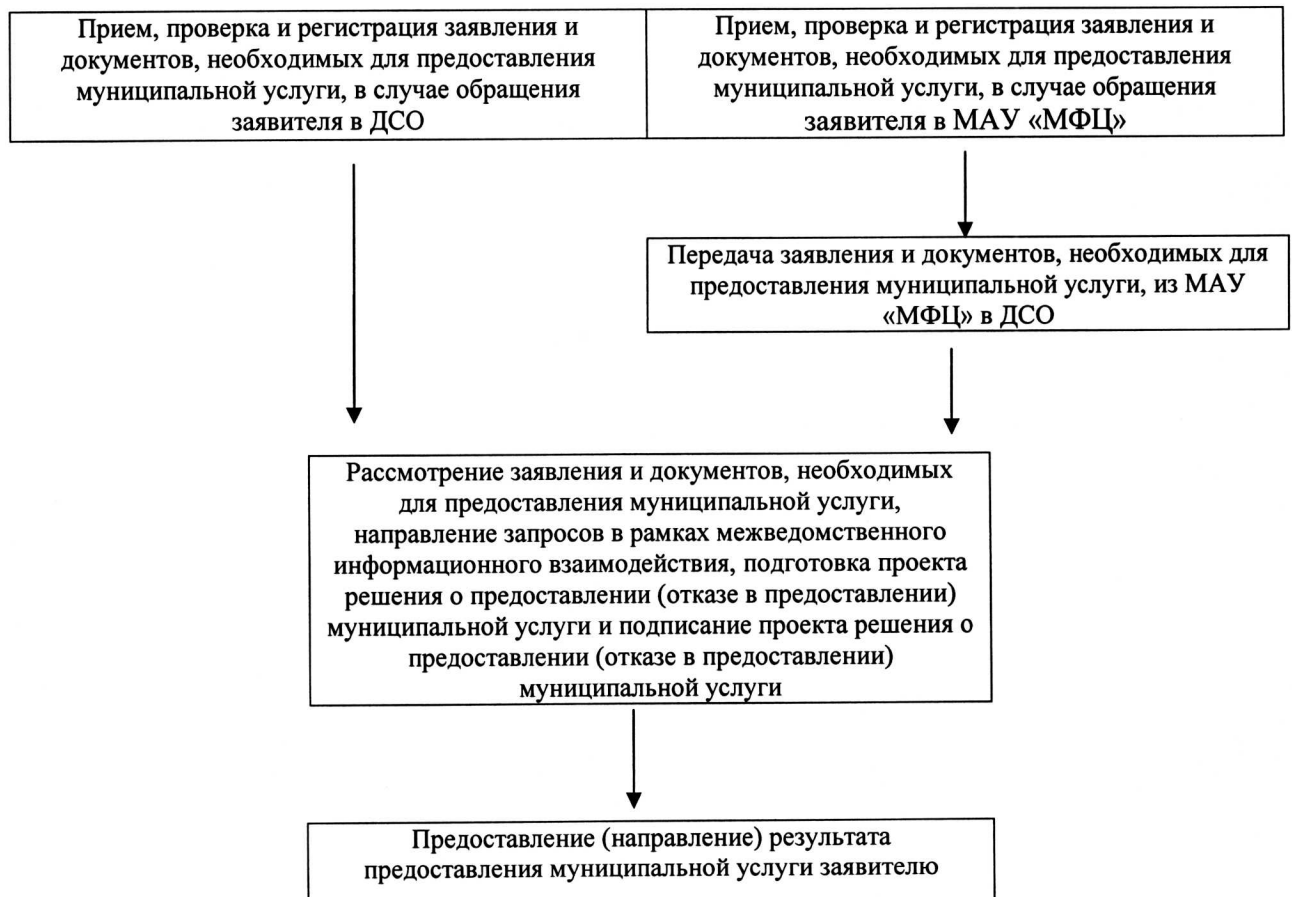 Прием, проверка и регистрация заявления и
документов, необходимых для предоставления
муниципальной услуги, в случае обращения
заявителя в ДСО
Прием, проверка и регистрация заявления и
документов, необходимых для предоставления
муниципальной услуги, в случае обращения
заявителя в МАУ «МФЦ»
Передача заявления и документов, необходимых для
предоставления муниципальной услуги, из МАУ
«МФЦ» в ДСО
Рассмотрение заявления и документов, необходимых
для предоставления муниципальной услуги,
направление запросов в рамках межведомственного
информационного взаимодействия, подготовка проекта
решения о предоставлении (отказе в предоставлении)
муниципальной услуги и подписание проекта решения о
предоставлении (отказе в предоставлении)
муниципальной услуги
Предоставление (направление) результата
предоставления муниципальной услуги заявителю